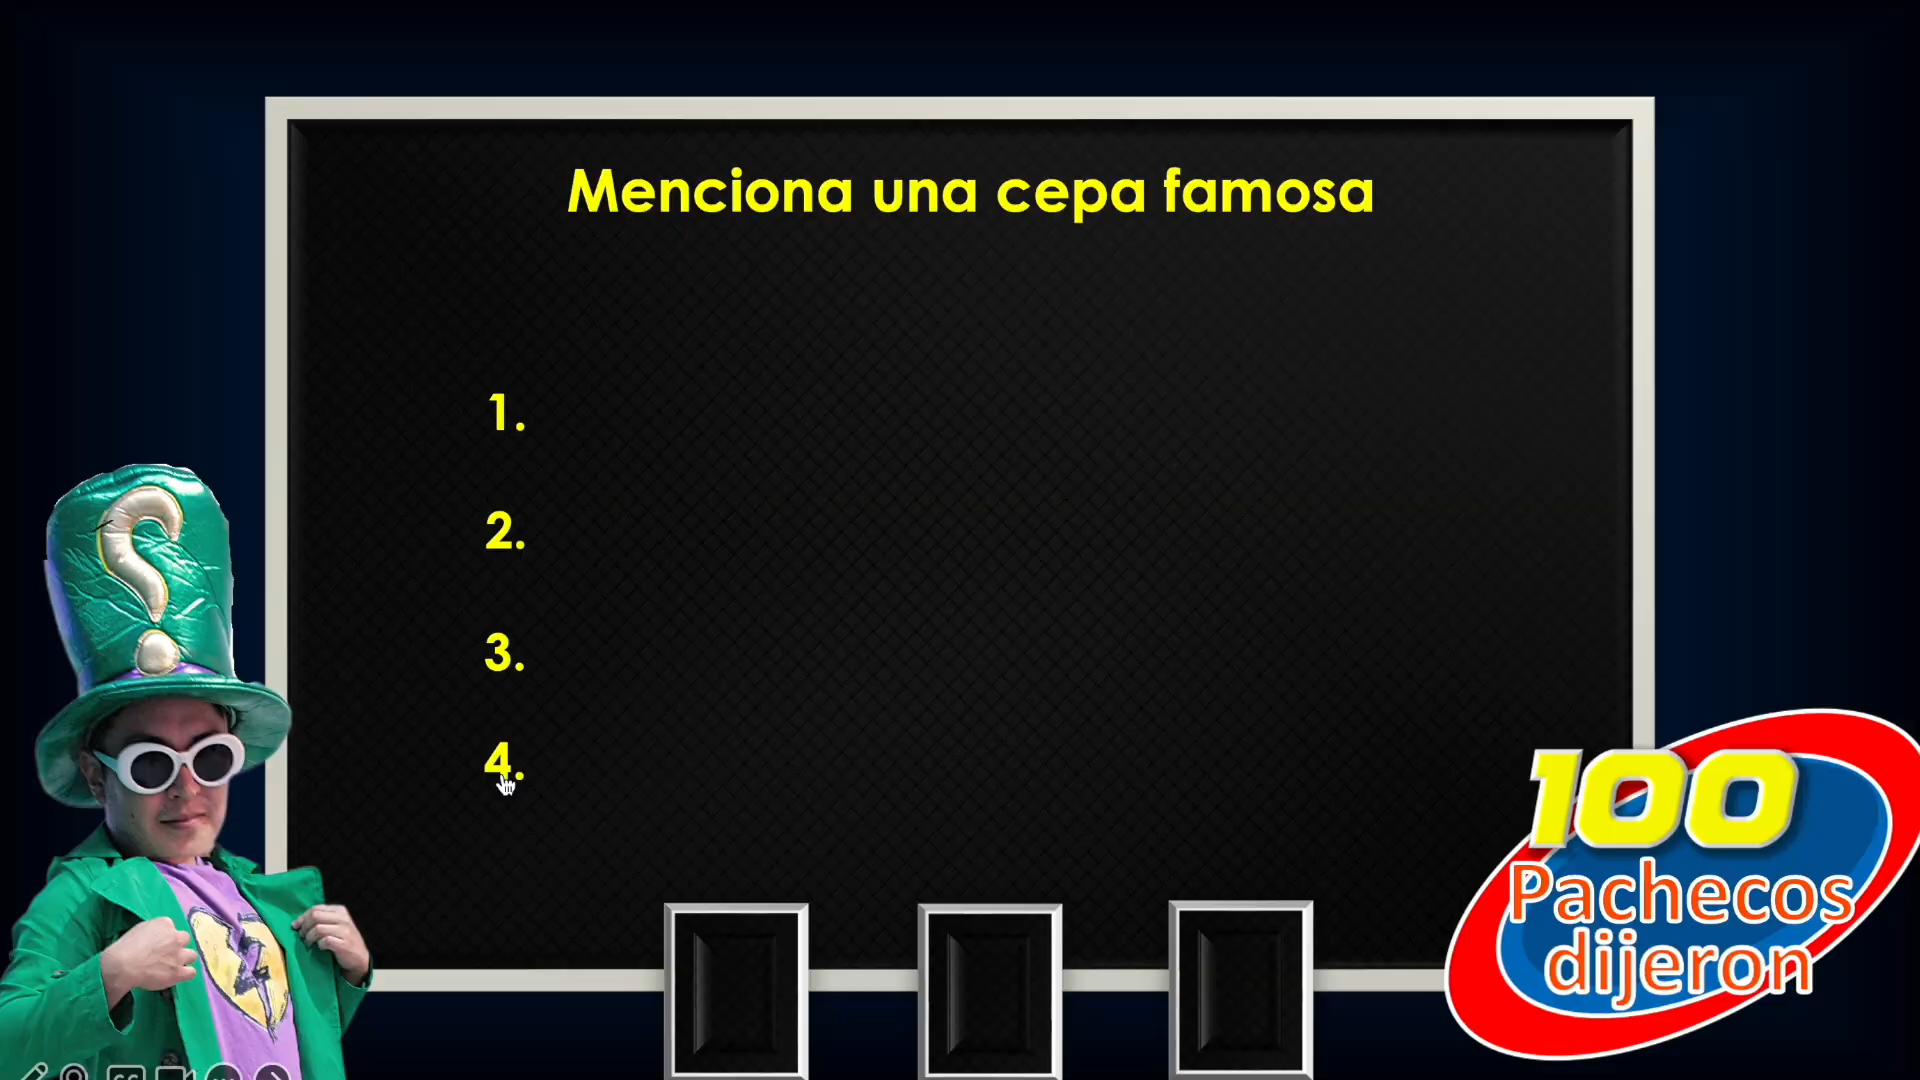 Menciona una cepa famosa
1.
2.
3.
4.
100
Pachecos
dijeron